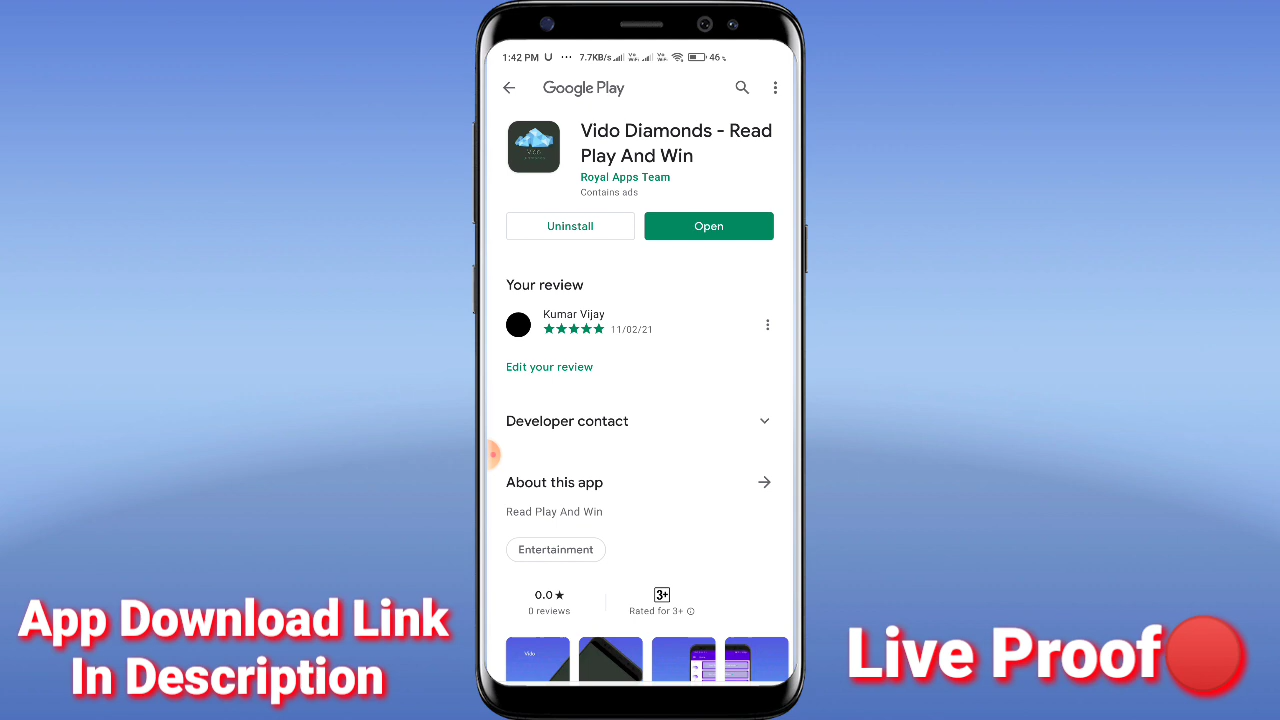 1:42 PM U ... 7.7KB/s 46%
Google Play
Vido Diamonds - Read
Play And Win
Royal Apps Team
Contains ads
Uninstall
Open
Your review
Kumar Vijay
11/02/21
Edit your review
Developer contact
About this app
Read Play And Win
Entertainment
0.0★
0 reviews
3+
Rated for 3+
Vido
App Download Link
In Description
Live Proof